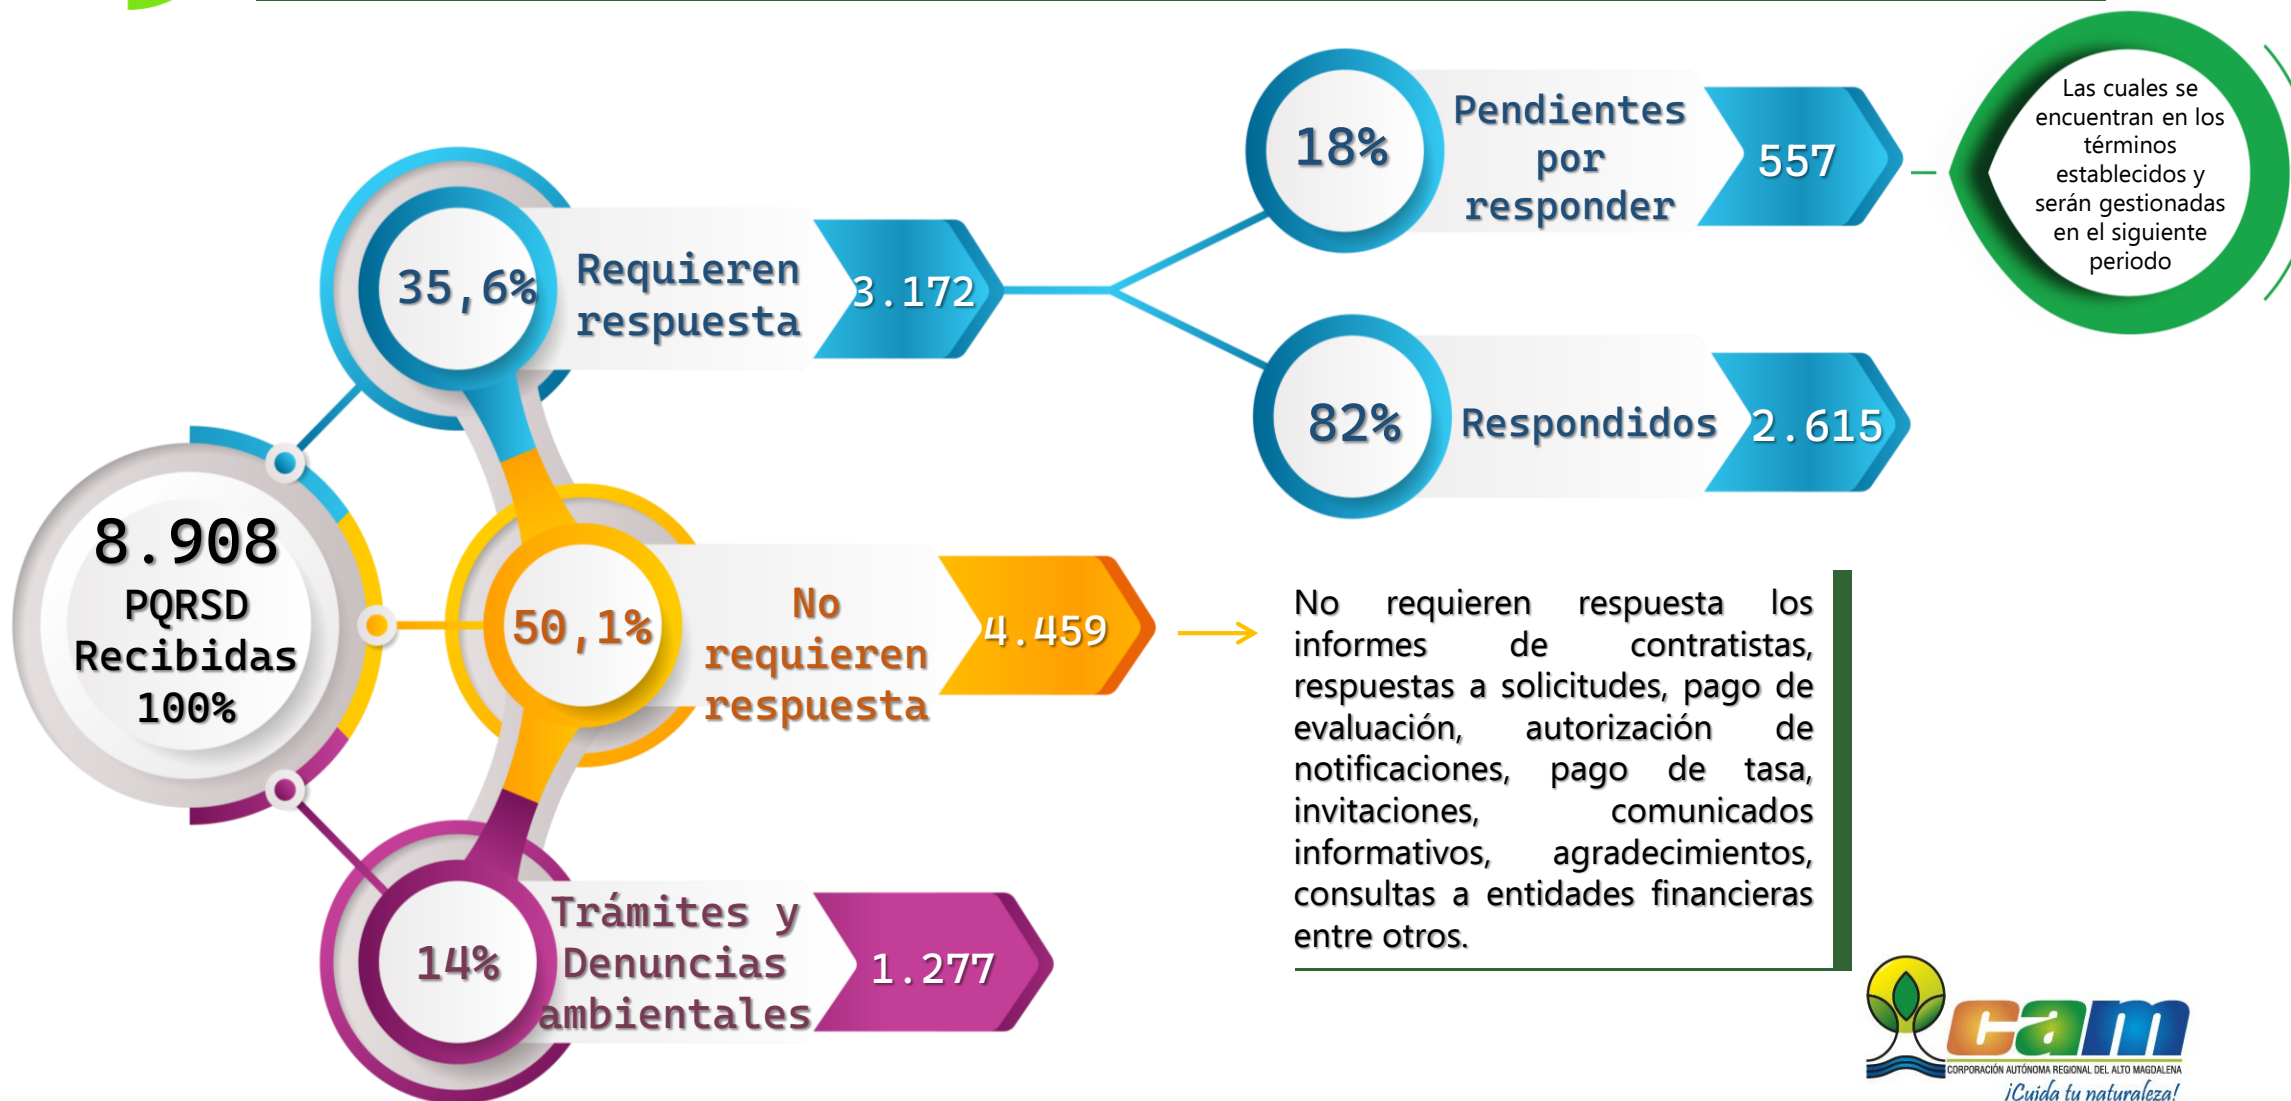 8.908
PQRSD
Recibidas
100%
35,6%
Requieren
respuesta
3.172
18%
Pendientes
por
responder
557
Las cuales se
encuentran en los
términos
establecidos y
serán gestionadas
en el siguiente
periodo
82%
Respondidos
2.615
50,1%
No
requieren
respuesta
4.459
No requieren respuesta los
informes de contratistas,
respuestas a solicitudes, pago de
evaluación, autorización de
notificaciones, pago de tasa,
invitaciones, comunicados
informativos, agradecimientos,
consultas a entidades financieras
entre otros.
14%
Trámites y
Denuncias
ambientales
1.277
cam
CORPORACIÓN AUTÓNOMA REGIONAL DEL ALTO MAGDALENA
¡Cuida tu naturaleza!